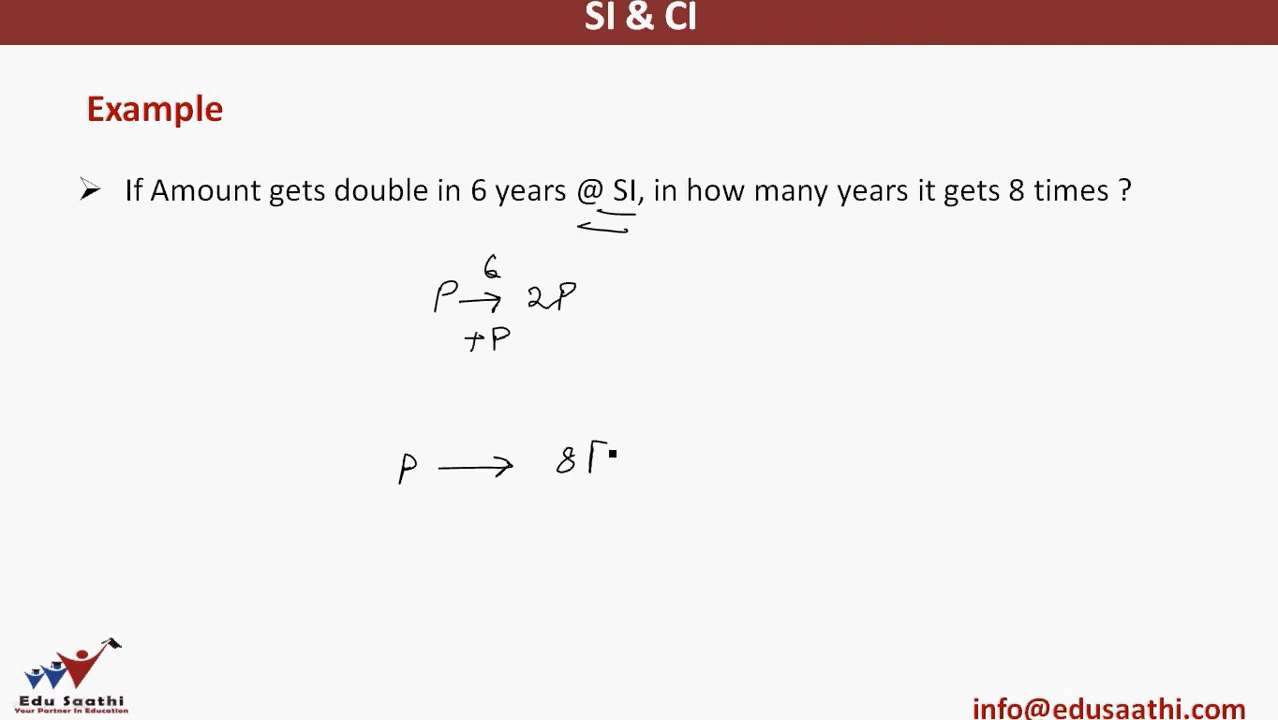 SI & CI
Example
If Amount gets double in 6 years @ SI, in how many years it gets 8 times ?
6
P → 2P
+P
P → 8
Edu Saathi
Your Partner in Education
info@edusaathi.com